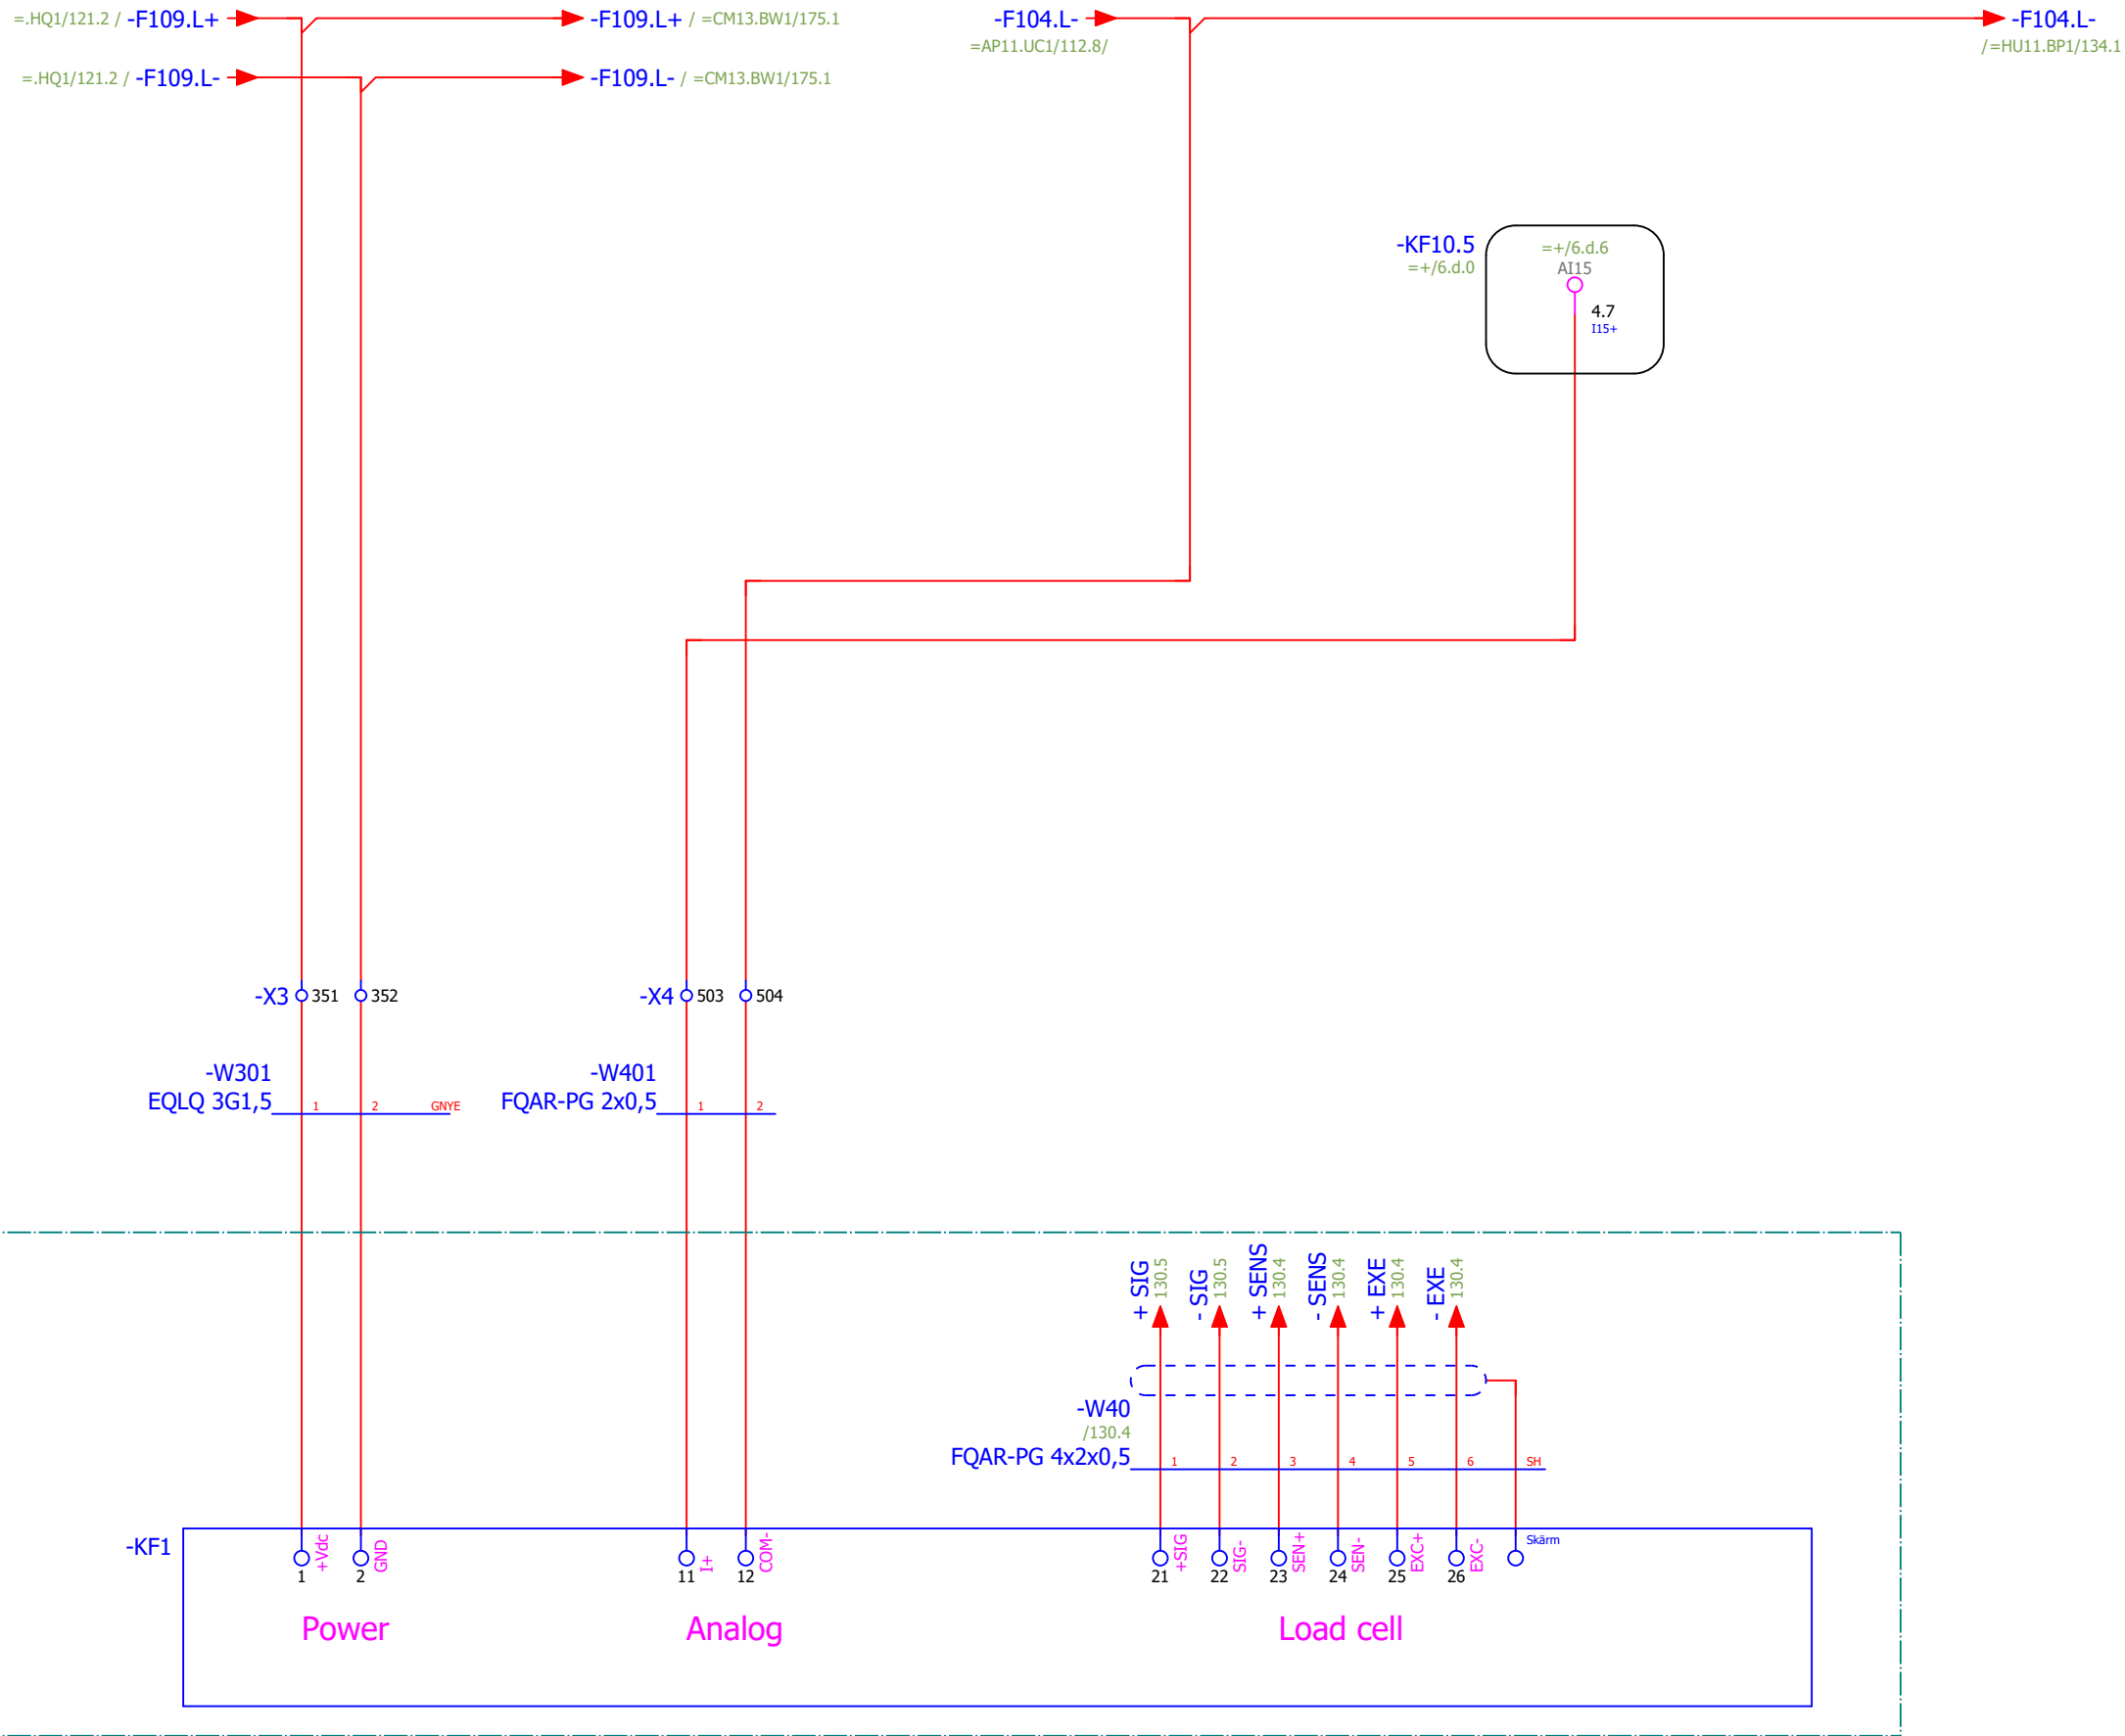 =.HQ1/121.2 / -F109.L+
-F109.L+ / =CM13.BW1/175.1
-F104.L-
=AP11.UC1/112.8/
-F104.L-
/=HU11.BP1/134.1
=.HQ1/121.2 / -F109.L-
-F109.L- / =CM13.BW1/175.1
-KF10.5
=+/6.d.0
=+/6.d.6
AI15
4.7
I15+
-X3 351 352
-X4 503 504
-W301
EQLQ 3G1,5
1 2 GNYE
-W401
FQAR-PG 2x0,5
1 2
+ SIG
130.5
- SIG
130.5
+ SENS
130.4
- SENS
130.4
+ EXE
130.4
- EXE
130.4
-W40
/130.4
FQAR-PG 4x2x0,5
1 2 3 4 5 6 SH
-KF1
1 +Vdc
2 GND
11 I+
12 COM-
21 +SIG
22 SIG-
23 SEN+
24 SEN-
25 EXC+
26 EXC-
Skärm
Power
Analog
Load cell